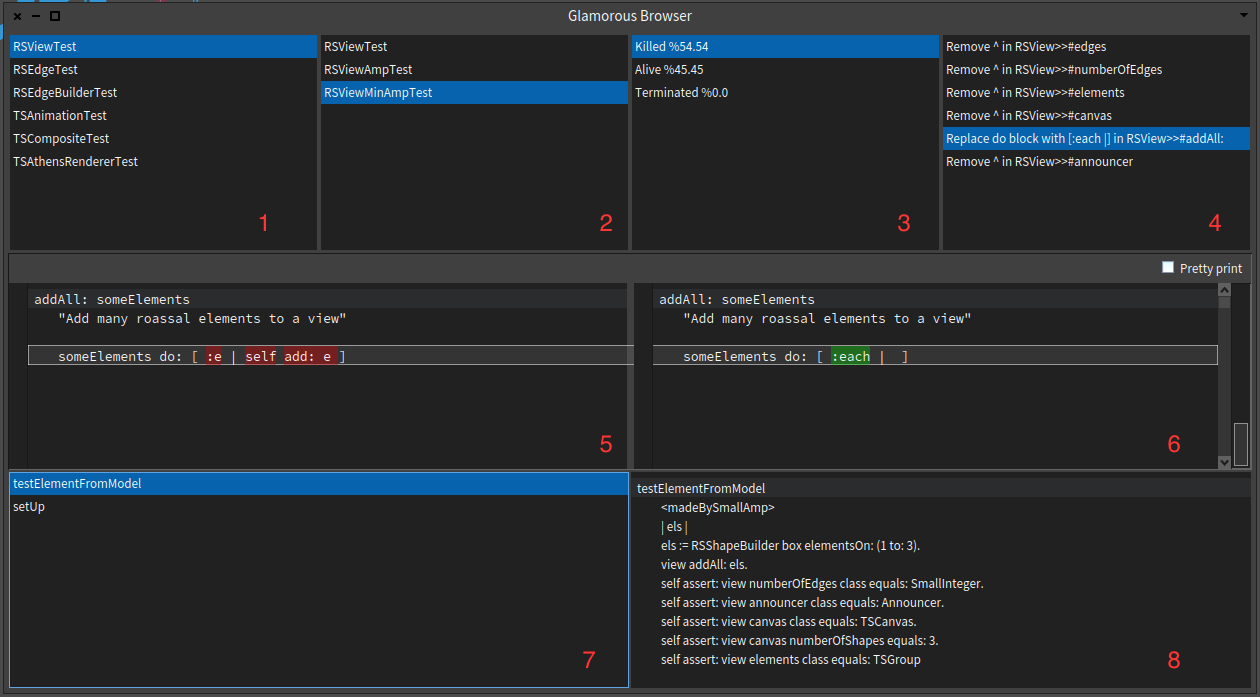 Glamorous Browser
RSViewTest
RSEdgeTest
RSEdgeBuilderTest
TSAnimationTest
TSCompositeTest
TSAthensRendererTest
1
RSViewTest
RSViewAmpTest
RSViewMinAmpTest
2
Killed %54.54
Alive %45.45
Terminated %0.0
3
Remove ^ in RSView>>#edges
Remove ^ in RSView>>#numberOfEdges
Remove ^ in RSView>>#elements
Remove ^ in RSView>>#canvas
Replace do block with [:each |] in RSView>>#addAll:
Remove ^ in RSView>>#announcer
4
Pretty print
addAll: someElements
"Add many roassal elements to a view"
someElements do: [ :e | self add: e ]
5
addAll: someElements
"Add many roassal elements to a view"
someElements do: [ :each |  ]
6
testElementFromModel
setUp
7
testElementFromModel
<madeBySmallAmp>
| els |
els := RSShapeBuilder box elementsOn: (1 to: 3).
view addAll: els.
self assert: view numberOfEdges class equals: SmallInteger.
self assert: view announcer class equals: Announcer.
self assert: view canvas class equals: TSCanvas.
self assert: view canvas numberOfShapes equals: 3.
self assert: view elements class equals: TSGroup
8